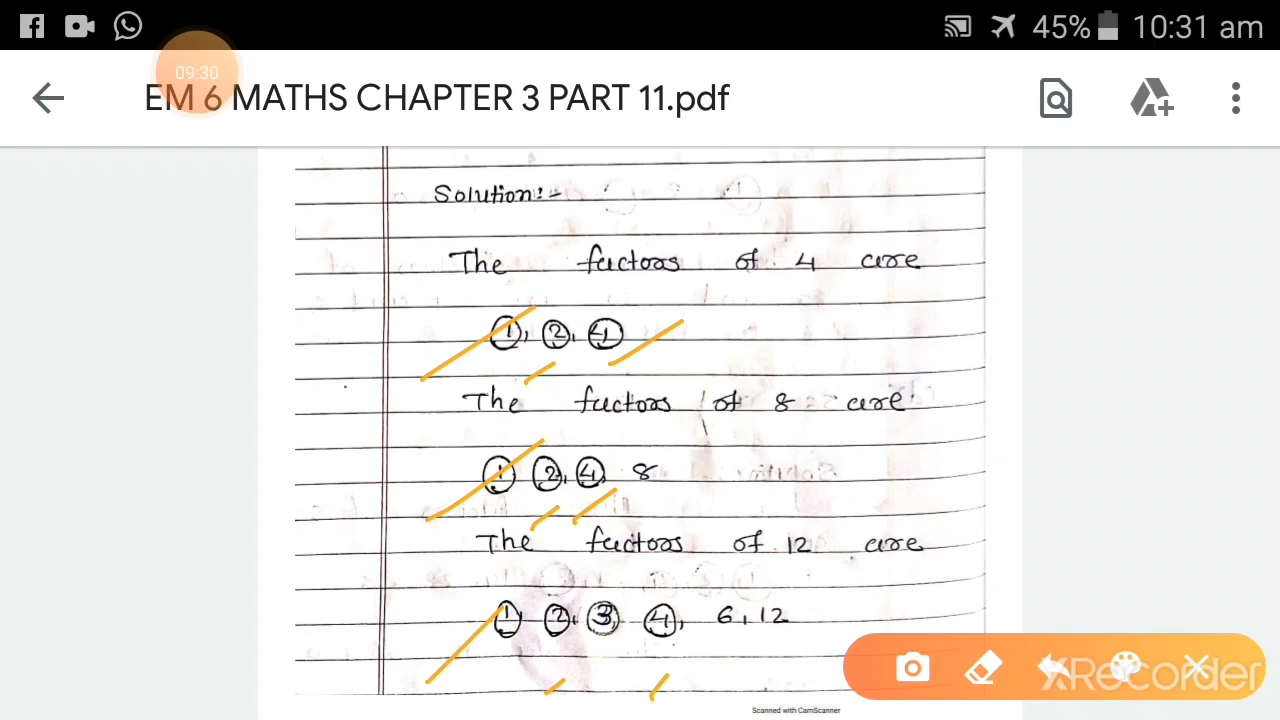 45% 10:31 am
09:30
EM 6 MATHS CHAPTER 3 PART 11.pdf
Solution:-
The factors of 4 are
1, 2, 4
The factors of 8 are
1 2, 4, 8
The factors of 12 are
1, 2, 3, 4, 6, 12
XRecorder
Scanned with CamScanner